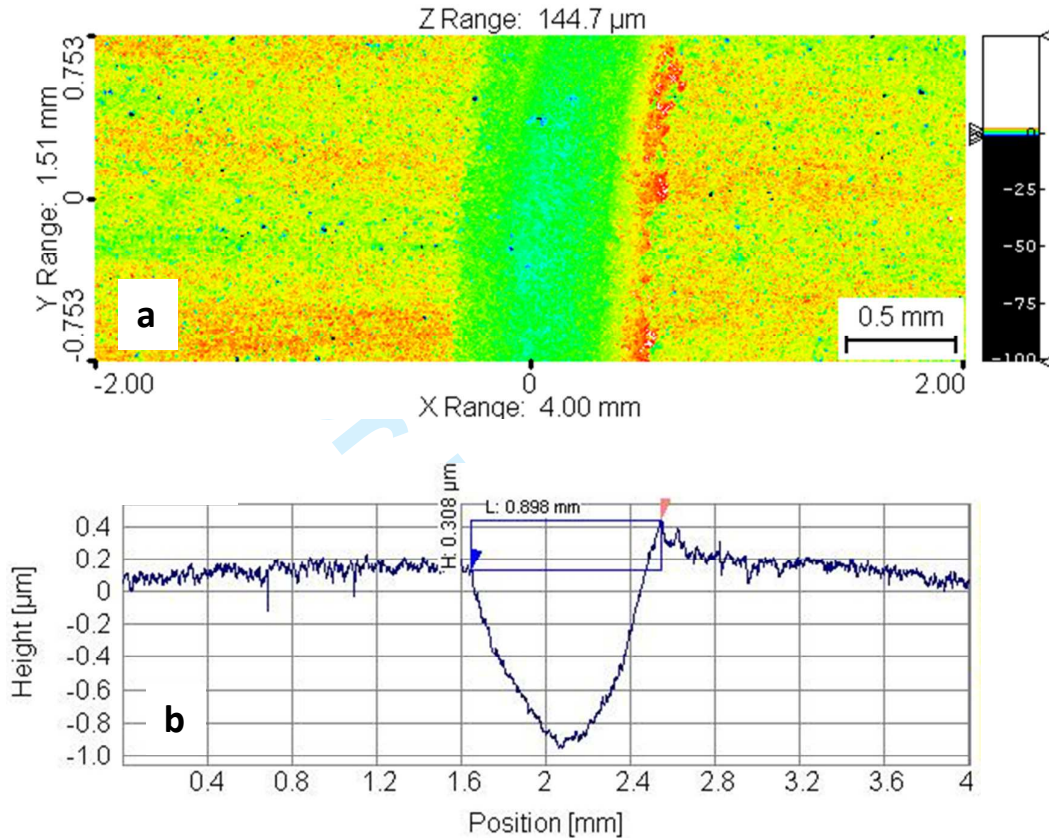 Z Range: 144.7 µm
Y Range: 1.51 mm
0.753
0
-0.753
a
0.5 mm
-2.00
0
2.00
X Range: 4.00 mm
0
-25
-50
-75
-100
H: 0.308 µm
L: 0.898 mm
Height [µm]
0.4
0.2
0
-0.2
-0.4
-0.6
-0.8
-1.0
b
0.4 0.8 1.2 1.6 2 2.4 2.8 3.2 3.6 4
Position [mm]